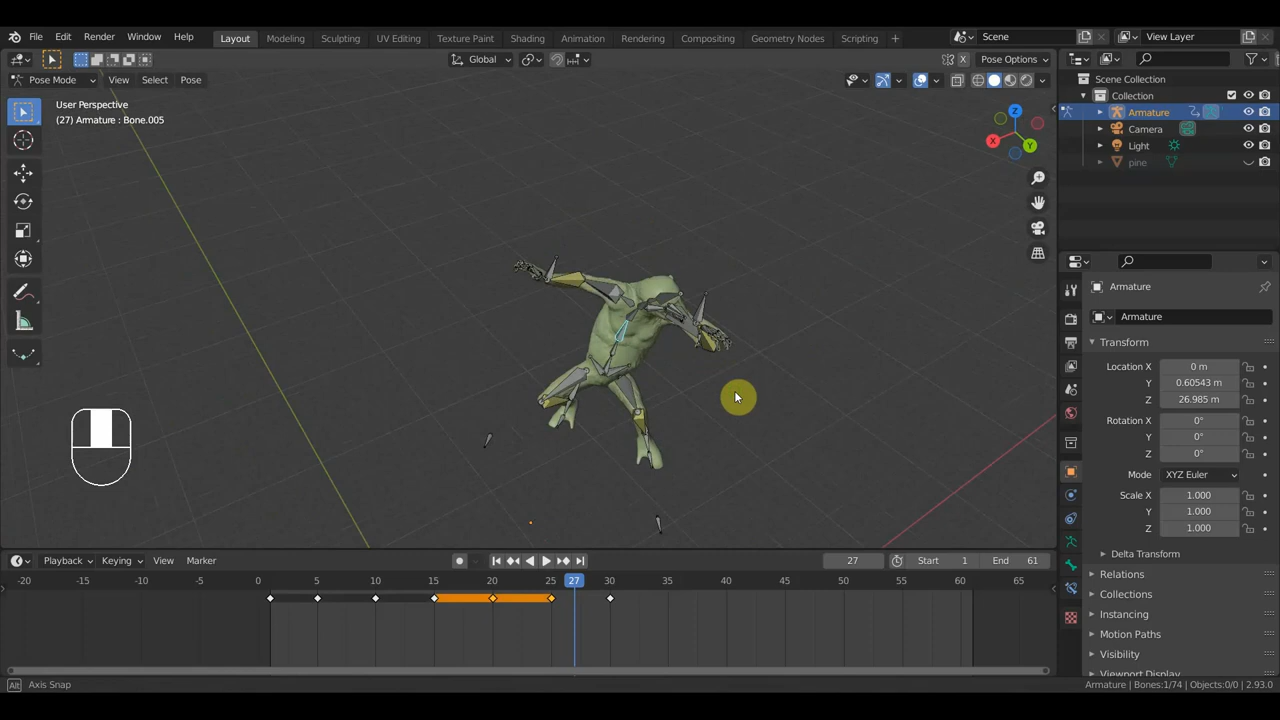 File Edit Render Window Help Layout Modeling Sculpting UV Editing Texture Paint Shading Animation Rendering Compositing Geometry Nodes Scripting + Scene View Layer
Global Pose Options
Pose Mode View Select Pose
X
User Perspective
(27) Armature : Bone.005
Z
X
Y
Scene Collection
Collection
Armature
Camera
Light
pine
Armature
Armature
Transform
Location X 0 m
Y 0.60543 m
Z 26.985 m
Rotation X 0°
Y 0°
Z 0°
Mode XYZ Euler
Scale X 1.000
Y 1.000
Z 1.000
Delta Transform
Relations
Collections
Instancing
Motion Paths
Visibility
Viewport Display
Playback Keying View Marker 27 Start 1 End 61
-20 -15 -10 -5 0 5 10 15 20 25 27 30 35 40 45 50 55 60 65
Alt Axis Snap Armature | Bones:1/74 | Objects:0/0 | 2.93.0